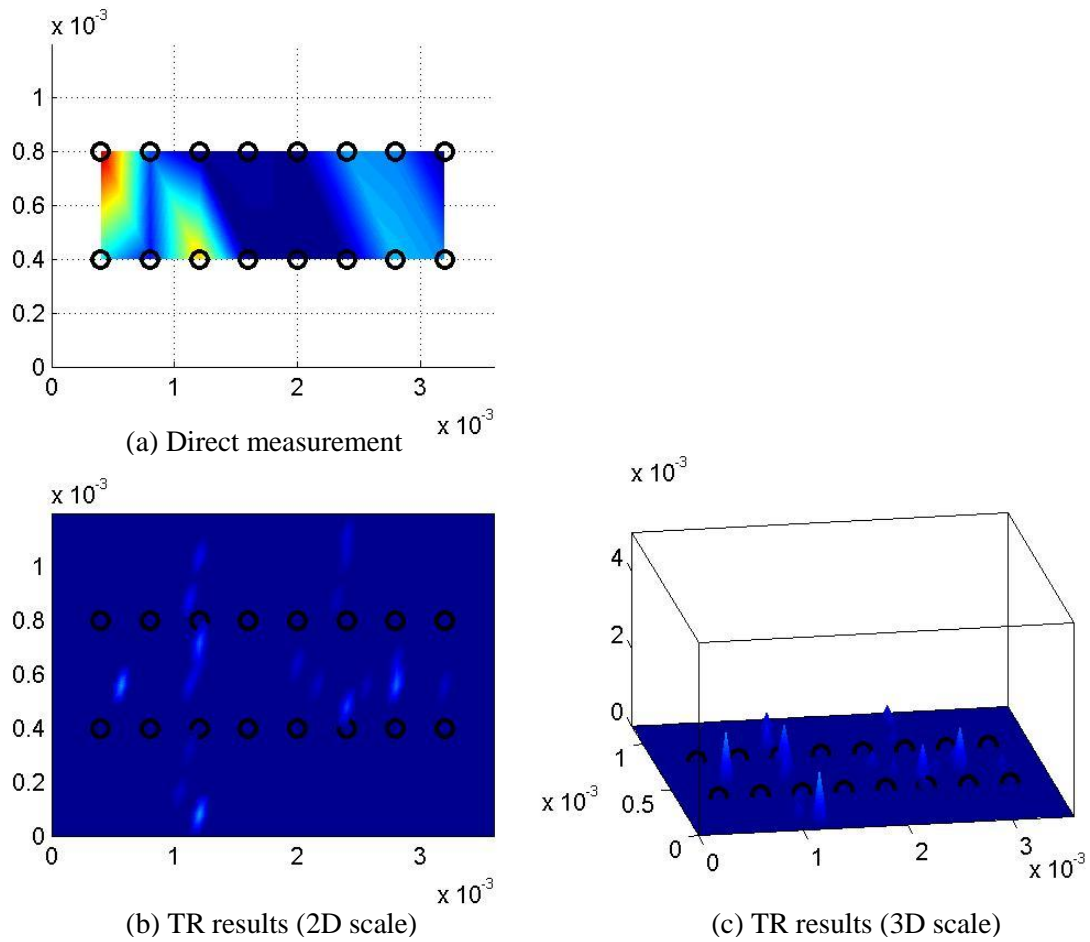 x 10-3
1
0.8
0.6
0.4
0.2
0
0 1 2 3
x 10-3
(a) Direct measurement
x 10-3
1
0.8
0.6
0.4
0.2
0
0 1 2 3
x 10-3
(b) TR results (2D scale)
x 10-3
4
2
0
1
0.5
x 10-3
0
0 1 2 3
x 10-3
(c) TR results (3D scale)